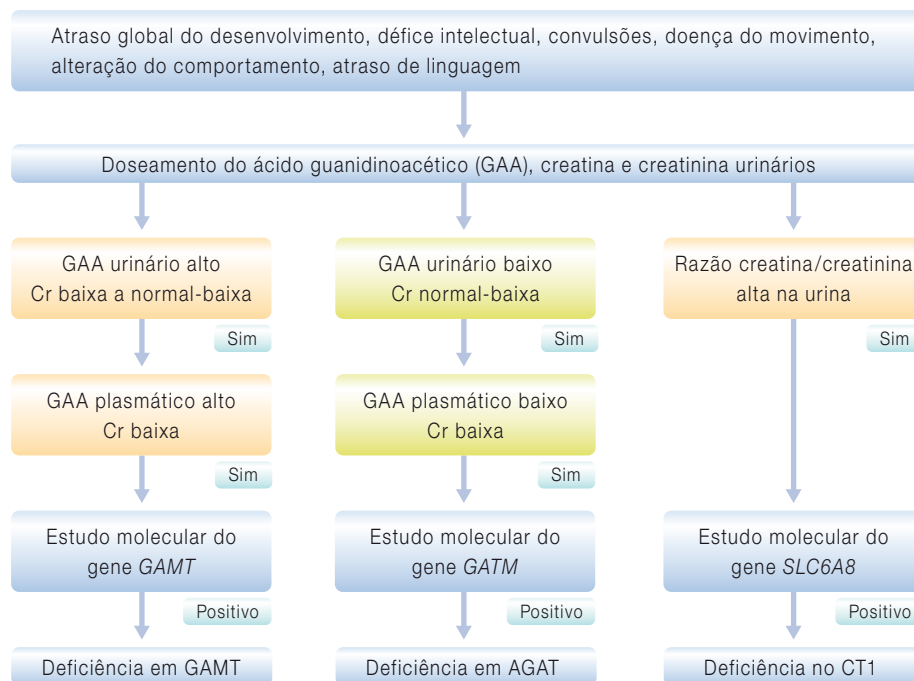 Atraso global do desenvolvimento, défice intelectual, convulsões, doença do movimento,
alteração do comportamento, atraso de linguagem
Doseamento do ácido guanidinoacético (GAA), creatina e creatinina urinários
GAA urinário alto
Cr baixa a normal-baixa
Sim
GAA plasmático alto
Cr baixa
Sim
Estudo molecular do
gene GAMT
Positivo
Deficiência em GAMT
GAA urinário baixo
Cr normal-baixa
Sim
GAA plasmático baixo
Cr baixa
Sim
Estudo molecular do
gene GATM
Positivo
Deficiência em AGAT
Razão creatina/creatinina
alta na urina
Sim
Estudo molecular do
gene SLC6A8
Positivo
Deficiência no CT1